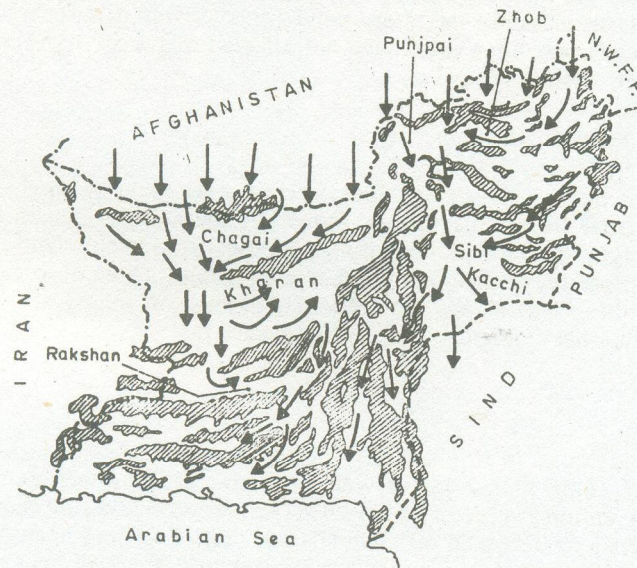 Zhob
Punjpai
N.W.F.P.
AFGHANISTAN
Chagai
Sibi
Kacchi
PUNJAB
Kharan
IRAN
Rakshan
SIND
Arabian Sea